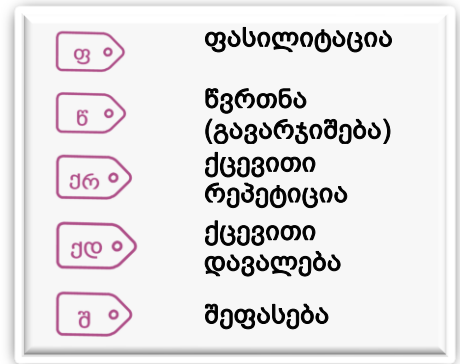 ფ ფასილიტაცია
წ წვრთნა
(გავარჯიშება)
ქრ ქცევითი
რეპეტიცია
ქდ ქცევითი
დავალება
შ შეფასება